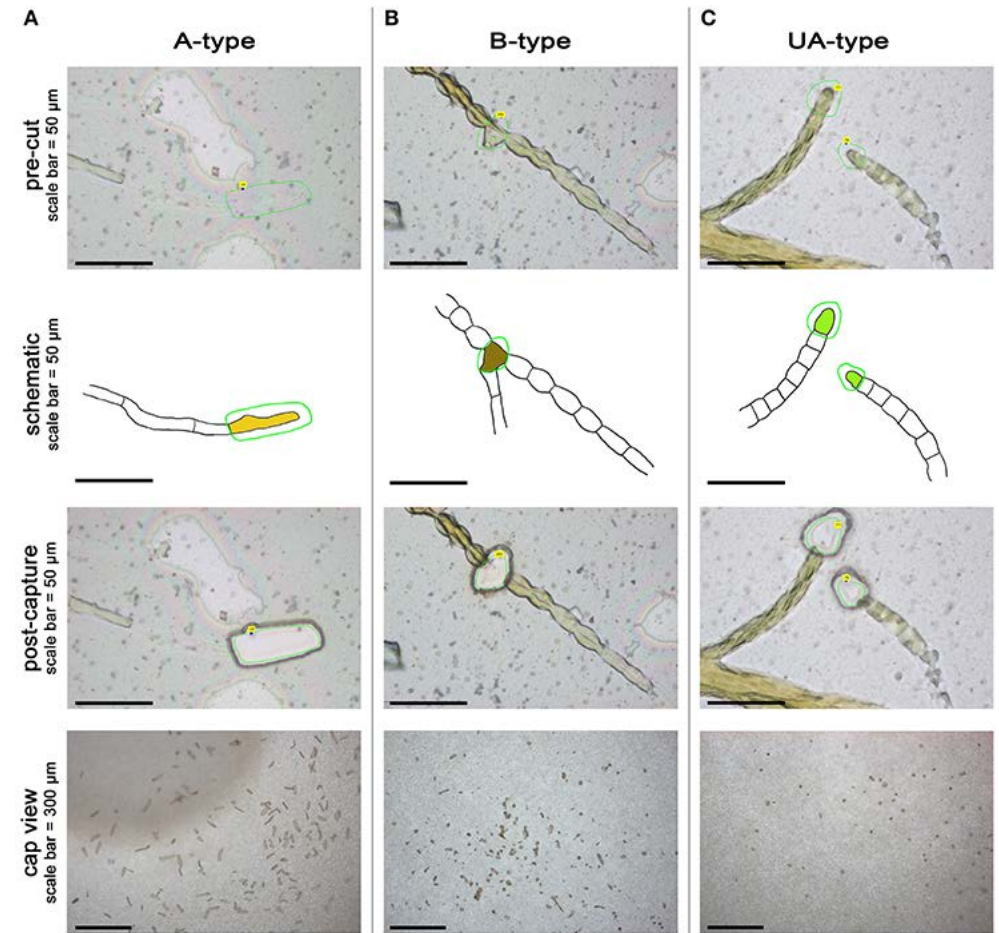 A
A-type
B
B-type
C
UA-type
pre-cut
scale bar = 50 µm
schematic
scale bar = 50 µm
post-capture
scale bar = 50 µm
cap view
scale bar = 300 µm